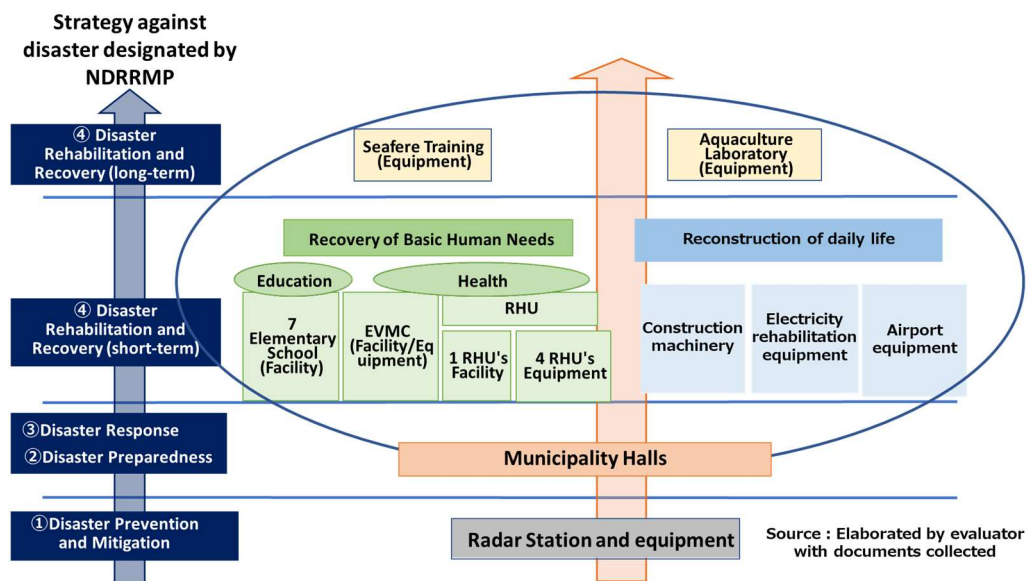 Strategy against
disaster designated by
NDRRMP
④ Disaster
Rehabilitation and
Recovery (long-term)
Seafere Training
(Equipment)
Aquaculture
Laboratory
(Equipment)
Recovery of Basic Human Needs
Reconstruction of daily life
Education
Health
④ Disaster
Rehabilitation and
Recovery (short-term)
7
Elementary
School
(Facility)
EVMC
(Facility/Eq
uipment)
RHU
1 RHU's
Facility
4 RHU's
Equipment
Construction
machinery
Electricity
rehabilitation
equipment
Airport
equipment
③Disaster Response
②Disaster Preparedness
Municipality Halls
①Disaster Prevention
and Mitigation
Radar Station and equipment
Source : Elaborated by evaluator
with documents collected